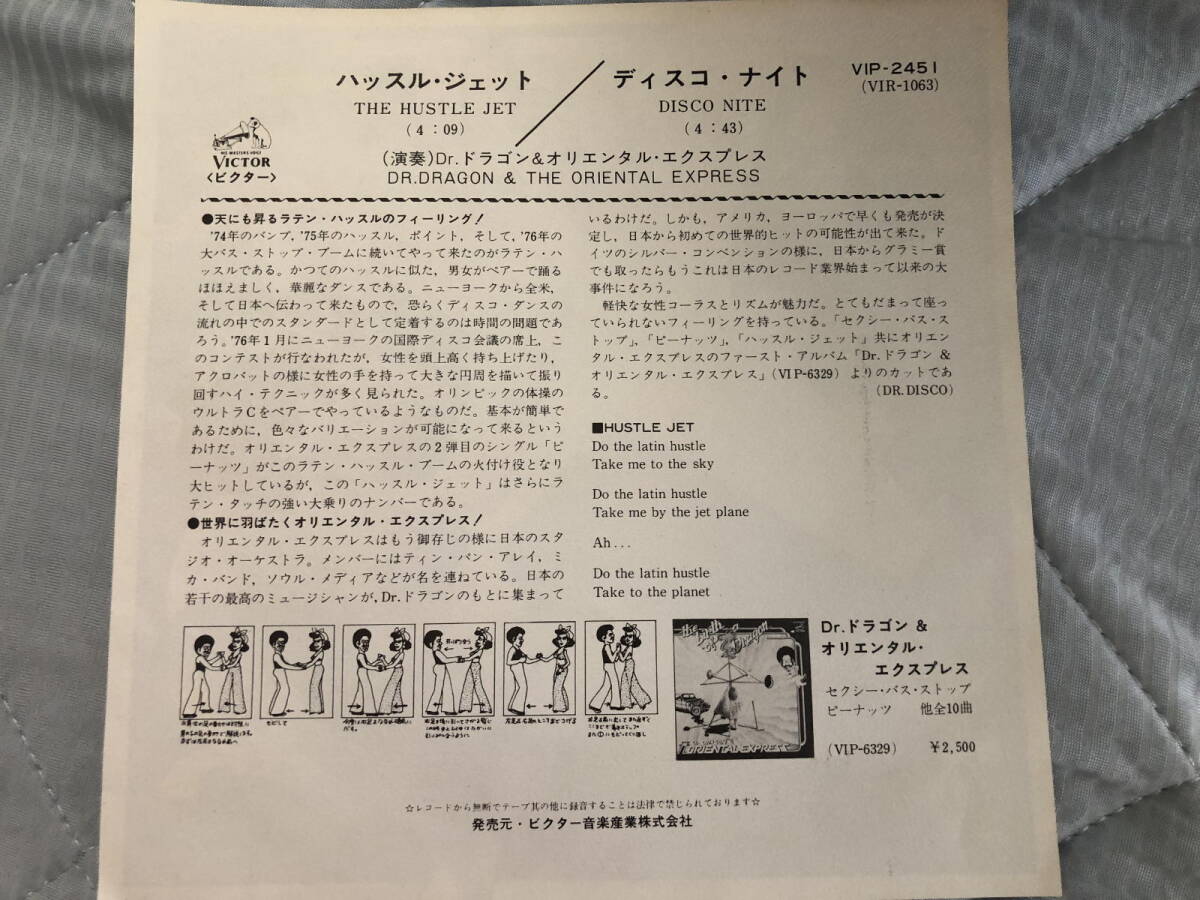 ハッスル・ジェット
THE HUSTLE JET
(4:09)
ディスコ・ナイト
DISCO NITE
(4:43)
VIP-2451
(VIR-1063)
HIS MASTER'S VOICE
VICTOR
〈ビクター〉
(演奏)Dr.ドラゴン&オリエンタル・エクスプレス
DR.DRAGON & THE ORIENTAL EXPRESS
●天にも昇るラテン・ハッスルのフィーリング!
'74年のバンプ,'75年のハッスル,ポイント,そして,'76年の
大バス・ストップ・ブームに続いてやって来たのがラテン・ハ
ッスルである。かつてのハッスルに似た,男女がペアーで踊る
ほほえましく,華麗なダンスである。ニューヨークから全米,
そして日本へ伝わって来たもので,恐らくディスコ・ダンスの
流れの中でのスタンダードとして定着するのは時間の問題であ
ろう。'76年1月にニューヨークの国際ディスコ会議の席上,こ
のコンテストが行なわれたが,女性を頭上高く持ち上げたり,
アクロバットの様に女性の手を持って大きな円周を描いて振り
回すハイ・テクニックが多く見られた。オリンピックの体操の
ウルトラCをペアーでやっているようなものだ。基本が簡単で
あるために,色々なバリエーションが可能になって来るという
わけだ。オリエンタル・エクスプレスの2弾目のシングル「ピ
ーナッツ」がこのラテン・ハッスル・ブームの火付け役となり
大ヒットしているが,この「ハッスル・ジェット」はさらにラ
テン・タッチの強い大乗りのナンバーである。
●世界に羽ばたくオリエンタル・エクスプレス!
オリエンタル・エクスプレスはもう御存じの様に日本のスタ
ジオ・オーケストラ。メンバーにはティン・パン・アレイ,ミ
カ・バンド,ソウル・メディアなどが名を連ねている。日本の
若干の最高のミュージシャンが,Dr.ドラゴンのもとに集まって
いるわけだ。しかも,アメリカ,ヨーロッパで早くも発売が決
定し,日本から初めての世界的ヒットの可能性が出て来た。ド
イツのシルバー・コンベンションの様に,日本からグラミー賞
でも取ったらもうこれは日本のレコード業界始まって以来の大
事件になろう。
軽快な女性コーラスとリズムが魅力だ。とてもだまって座っ
ていられないフィーリングを持っている。「セクシー・バス・ス
トップ」,「ピーナッツ」,「ハッスル・ジェット」共にオリエン
タル・エクスプレスのファースト・アルバム「Dr.ドラゴン &
オリエンタル・エクスプレス」(VIP-6329)よりのカットであ
る。
(DR.DISCO)
■HUSTLE JET
Do the latin hustle
Take me to the sky
Do the latin hustle
Take me by the jet plane
Ah...
Do the latin hustle
Take to the planet
the Birth of a Dragon
ORIENTAL EXPRESS
Dr.ドラゴン &
オリエンタル・
エクスプレス
セクシー・バス・ストップ
ピーナッツ 他全10曲
(VIP-6329) ¥2,500
☆レコードから無断でテープ其の他に録音することは法律で禁じられております☆
発売元・ビクター音楽産業株式会社